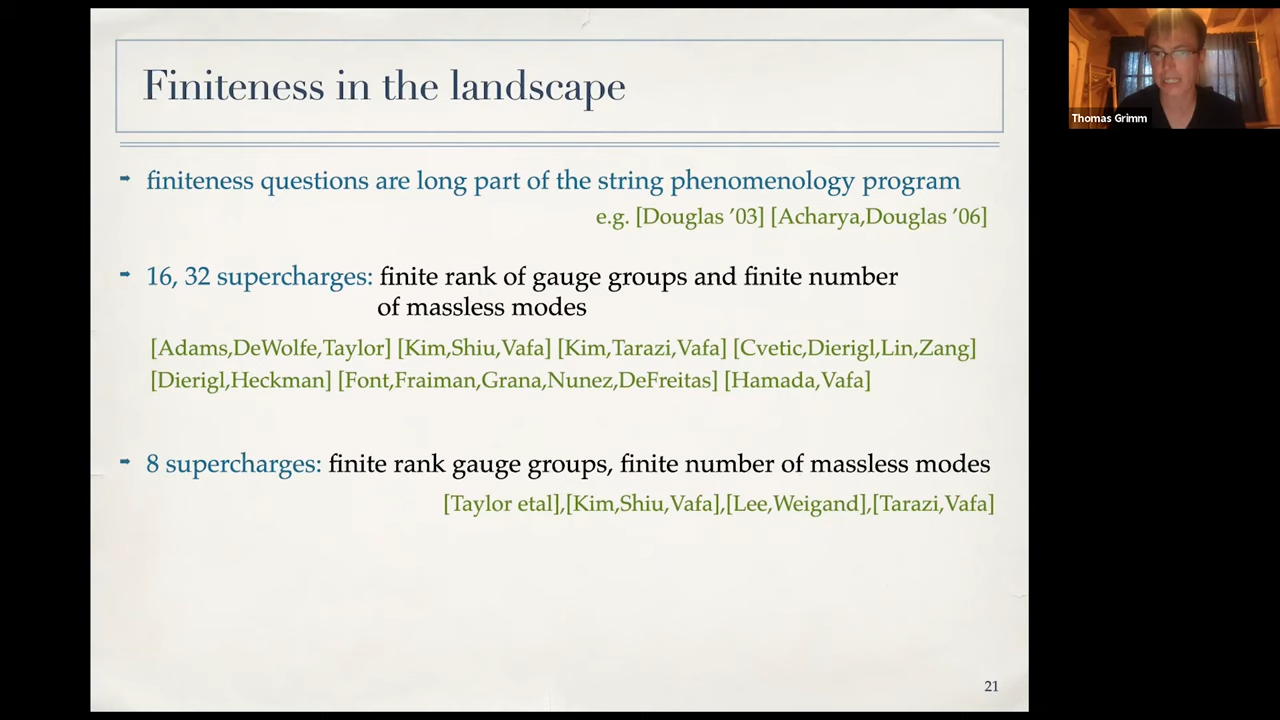 Finiteness in the landscape
Thomas Grimm
➡ finiteness questions are long part of the string phenomenology program
e.g. [Douglas ’03] [Acharya,Douglas ’06]
➡ 16, 32 supercharges: finite rank of gauge groups and finite number
of massless modes
[Adams,DeWolfe,Taylor] [Kim,Shiu,Vafa] [Kim,Tarazi,Vafa] [Cvetic,Dierigl,Lin,Zang]
[Dierigl,Heckman] [Font,Fraiman,Grana,Nunez,DeFreitas] [Hamada,Vafa]
➡ 8 supercharges: finite rank gauge groups, finite number of massless modes
[Taylor etal],[Kim,Shiu,Vafa],[Lee,Weigand],[Tarazi,Vafa]
21